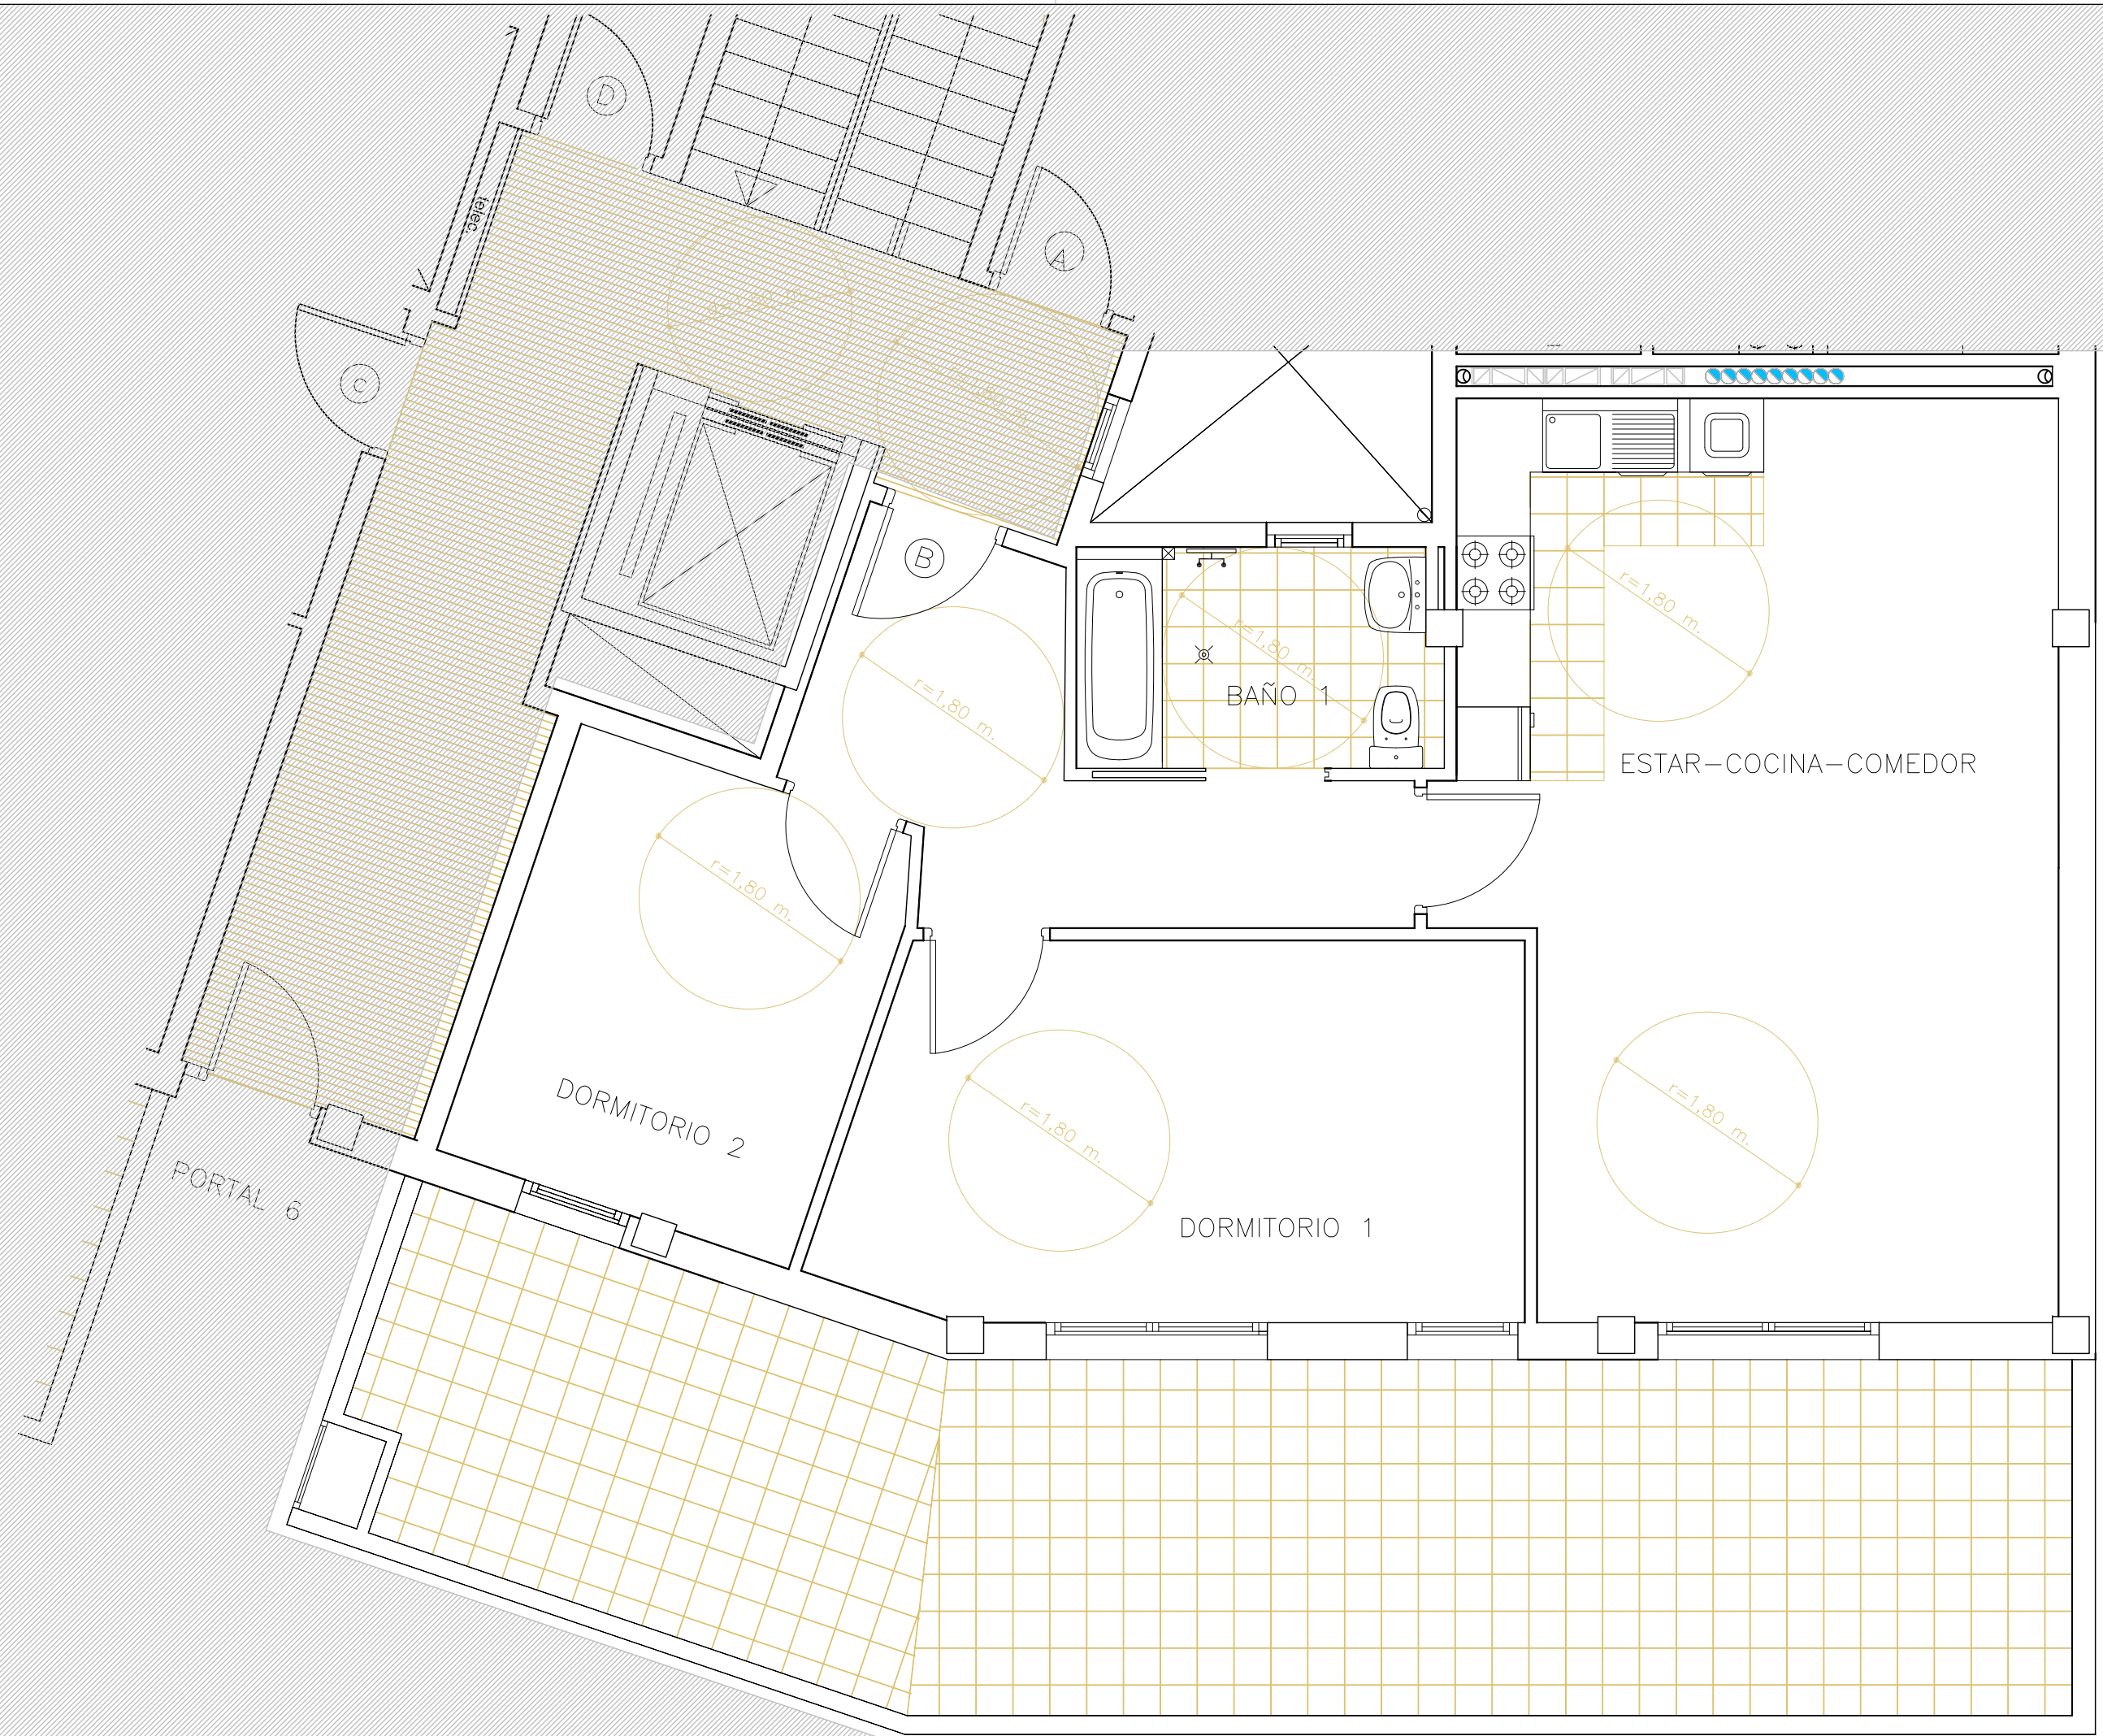 D
telec.
A
C
B
r=1,80 m.
r=1,80 m.
r=1,80 m.
BAÑO 1
ESTAR-COCINA-COMEDOR
r=1,80 m.
r=1,80 m.
r=1,80 m.
DORMITORIO 2
PORTAL 6
DORMITORIO 1